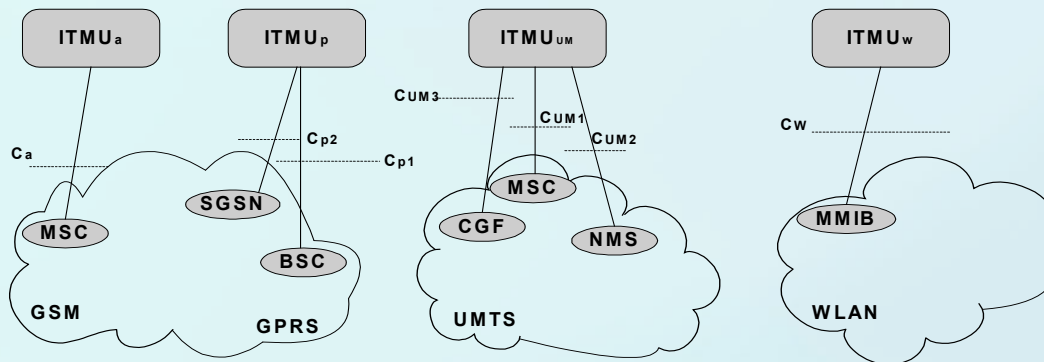 ITMUa
ITMUp
ITMUUM
ITMUw
CUM3
CUM1
CUM2
Cw
Cp2
Cp1
Ca
SGSN
MSC
MSC
CGF
NMS
MMIB
BSC
GSM
GPRS
UMTS
WLAN